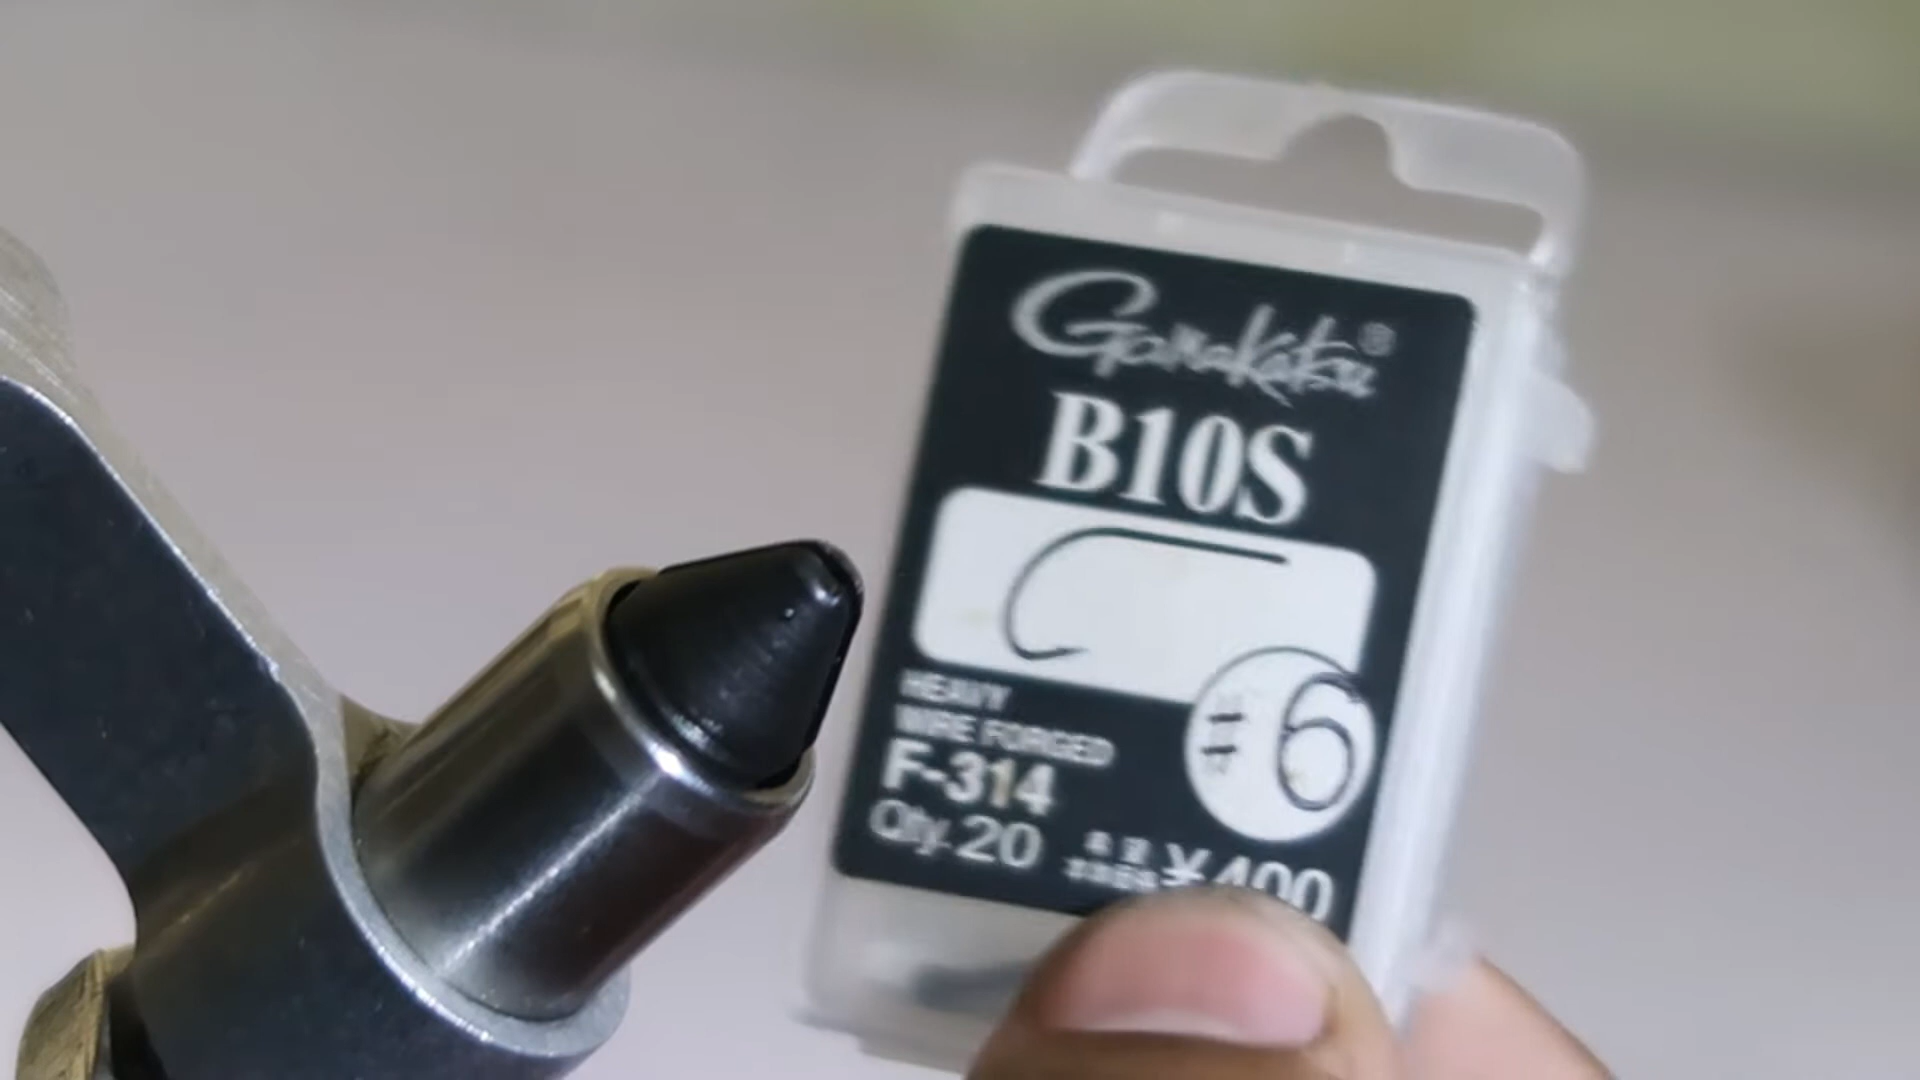 Gamakatsu®
B10S
HEAVY
WIRE FORGED
F-314
#6
Qty.20
¥400